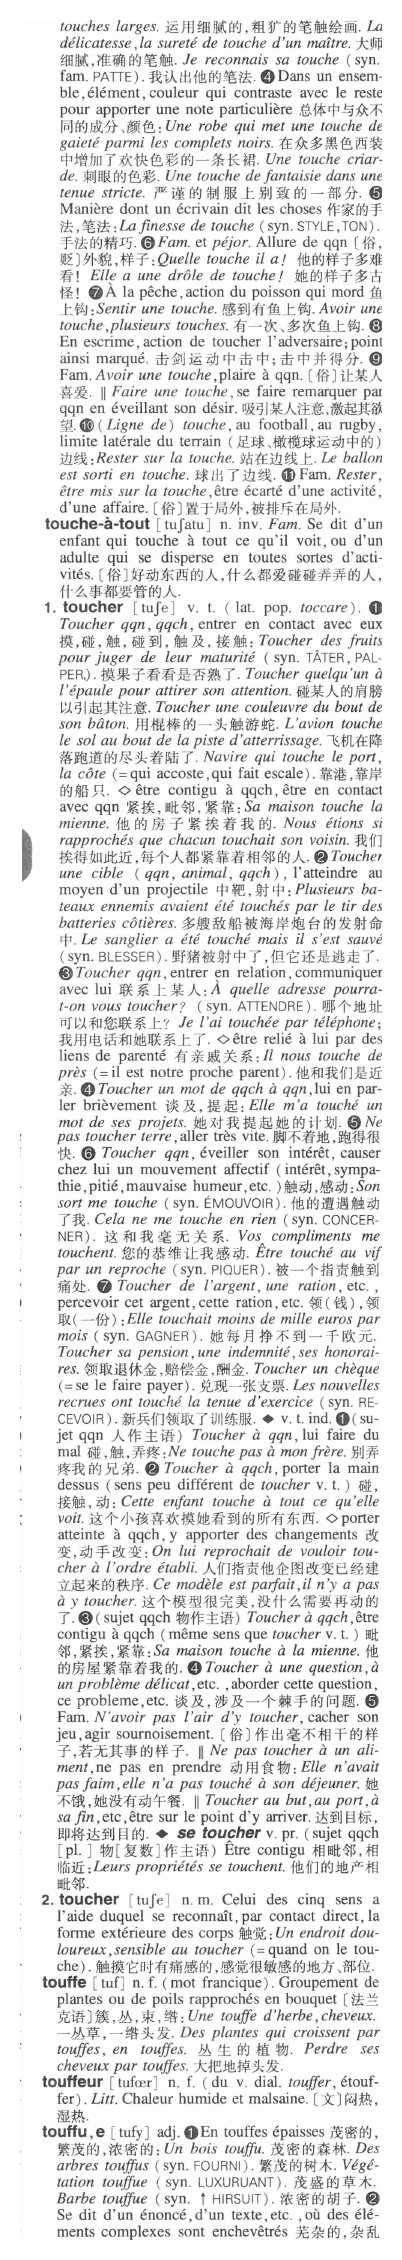 touches larges. 运用细腻的,粗犷的笔触绘画. La
délicatesse,la sureté de touche d'un maître. 大师
细腻,准确的笔触. Je reconnais sa touche (syn.
fam. PATTE). 我认出他的笔法. ❹ Dans un ensem-
ble,élément,couleur qui contraste avec le reste
pour apporter une note particulière 总体中与众不
同的成分、颜色:Une robe qui met une touche de
gaieté parmi les complets noirs. 在众多黑色西装
中增加了欢快色彩的一条长裙. Une touche criar-
de. 刺眼的色彩. Une touche de fantaisie dans une
tenue stricte. 严谨的制服上别致的一部分. ❺
Manière dont un écrivain dit les choses 作家的手
法,笔法:La finesse de touche (syn. STYLE,TON).
手法的精巧. ❻ Fam. et péjor. Allure de qqn〔俗,
贬〕外貌,样子:Quelle touche il a! 他的样子多难
看! Elle a une drôle de touche! 她的样子多古
怪! ❼ À la pêche,action du poisson qui mord 鱼
上钩:Sentir une touche. 感到有鱼上钩. Avoir une
touche,plusieurs touches. 有一次、多次鱼上钩. ❽
En escrime,action de toucher l'adversaire;point
ainsi marqué. 击剑运动中击中;击中并得分. ❾
Fam. Avoir une touche,plaire à qqn.〔俗〕让某人
喜爱. ‖ Faire une touche,se faire remarquer par
qqn en éveillant son désir. 吸引某人注意,激起其欲
望. ❿ (Ligne de) touche, au football, au rugby,
limite latérale du terrain (足球、橄榄球运动中的)
边线:Rester sur la touche. 站在边线上. Le ballon
est sorti en touche. 球出了边线. ⓫ Fam. Rester,
être mis sur la touche,être écarté d'une activité,
d'une affaire.〔俗〕置于局外,被排斥在局外.
touche-à-tout [tuʃatu] n. inv. Fam. Se dit d'un
enfant qui touche à tout ce qu'il voit, ou d'un
adulte qui se disperse en toutes sortes d'acti-
vités.〔俗〕好动东西的人,什么都爱碰碰弄弄的人,
什么事都要管的人.
1. toucher [tuʃe] v. t. (lat. pop. toccare). ❶
Toucher qqn, qqch, entrer en contact avec eux
摸,碰,触,碰到,触及,接触:Toucher des fruits
pour juger de leur maturité (syn. TÂTER, PAL-
PER,). 摸果子看看是否熟了. Toucher quelqu'un à
l'épaule pour attirer son attention. 碰某人的肩膀
以引起其注意. Toucher une couleuvre du bout de
son bâton. 用棍棒的一头触游蛇. L'avion touche
le sol au bout de la piste d'atterrissage. 飞机在降
落跑道的尽头着陆了. Navire qui touche le port,
la côte (=qui accoste,qui fait escale). 靠港,靠岸
的船只. ◇ être contigu à qqch,être en contact
avec qqn 紧挨,毗邻,紧靠:Sa maison touche la
mienne. 他的房子紧挨着我的. Nous étions si
rapprochés que chacun touchait son voisin. 我们
挨得如此近,每个人都紧靠着相邻的人. ❷ Toucher
une cible (qqn, animal, qqch), l'atteindre au
moyen d'un projectile 中靶,射中:Plusieurs ba-
teaux ennemis avaient été touchés par le tir des
batteries côtières. 多艘敌船被海岸炮台的发射命
中. Le sanglier a été touché mais il s'est sauvé
(syn. BLESSER). 野猪被射中了,但它还是逃走了.
❸ Toucher qqn,entrer en relation,communiquer
avec lui 联系上某人:À quelle adresse pourra-
t-on vous toucher? (syn. ATTENDRE). 哪个地址
可以和您联系上? Je l'ai touchée par téléphone;
我用电话和她联系上了. ◇être relié à lui par des
liens de parenté 有亲戚关系:Il nous touche de
près (=il est notre proche parent). 他和我们是近
亲. ❹ Toucher un mot de qqch à qqn,lui en par-
ler brièvement 谈及,提起:Elle m'a touché un
mot de ses projets. 她对我提起她的计划. ❺ Ne
pas toucher terre,aller très vite. 脚不着地,跑得很
快. ❻ Toucher qqn, éveiller son intérêt, causer
chez lui un mouvement affectif (intérêt,sympa-
thie,pitié,mauvaise humeur,etc.)触动,感动:Son
sort me touche (syn. ÉMOUVOIR). 他的遭遇触动
了我. Cela ne me touche en rien (syn. CONCER-
NER). 这和我毫无关系. Vos compliments me
touchent. 您的恭维让我感动. Être touché au vif
par un reproche (syn. PIQUER). 被一个指责触到
痛处. ❼ Toucher de l'argent, une ration, etc.,
percevoir cet argent,cette ration,etc. 领(钱),领
取(一份):Elle touchait moins de mille euros par
mois (syn. GAGNER). 她每月挣不到一千欧元.
Toucher sa pension,une indemnité,ses honorai-
res. 领取退休金,赔偿金,酬金. Toucher un chèque
(=se le faire payer). 兑现一张支票. Les nouvelles
recrues ont touché la tenue d'exercice (syn. RE-
CEVOIR). 新兵们领取了训练服. ◆ v. t. ind. ❶ (su-
jet qqn 人作主语) Toucher à qqn,lui faire du
mal 碰,触,弄疼:Ne touche pas à mon frère. 别弄
疼我的兄弟. ❷ Toucher à qqch, porter la main
dessus (sens peu différent de toucher v. t.) 碰,
接触,动:Cette enfant touche à tout ce qu'elle
voit. 这个小孩喜欢摸她看到的所有东西. ◇porter
atteinte à qqch,y apporter des changements 改
变,动手改变:On lui reprochait de vouloir tou-
cher à l'ordre établi. 人们指责他企图改变已经建
立起来的秩序. Ce modèle est parfait,il n'y a pas
à y toucher. 这个模型很完美,没什么需要再动的
了. ❸ (sujet qqch 物作主语) Toucher à qqch,être
contigu à qqch (même sens que toucher v. t.) 毗
邻,紧挨,紧靠:Sa maison touche à la mienne. 他
的房屋紧靠着我的. ❹ Toucher à une question,à
un problème délicat,etc.,aborder cette question,
ce probleme,etc. 谈及,涉及一个棘手的问题. ❺
Fam. N'avoir pas l'air d'y toucher, cacher son
jeu,agir sournoisement.〔俗〕作出毫不相干的样
子,若无其事的样子. ‖ Ne pas toucher à un ali-
ment,ne pas en prendre 动用食物:Elle n'avait
pas faim,elle n'a pas touché à son déjeuner. 她
不饿,她没有动午餐. ‖ Toucher au but,au port,à
sa fin,etc,être sur le point d'y arriver. 达到目标,
即将达到目的. ◆ se toucher v. pr. (sujet qqch
[pl.] 物[复数]作主语) Être contigu 相毗邻,相
临近:Leurs propriétés se touchent. 他们的地产相
毗邻.
2. toucher [tuʃe] n. m. Celui des cinq sens a
l'aide duquel se reconnaît,par contact direct,la
forme extérieure des corps 触觉:Un endroit dou-
loureux,sensible au toucher (=quand on le tou-
che). 触摸它时有痛感的,感觉很敏感的地方、部位.
touffe [tuf] n. f. (mot francique). Groupement de
plantes ou de poils rapprochés en bouquet〔法兰
克语〕簇,丛,束,绺:Une touffe d'herbe,cheveux.
一丛草,一绺头发. Des plantes qui croissent par
touffes, en touffes. 丛生的植物. Perdre ses
cheveux par touffes. 大把地掉头发.
touffeur [tufœr] n. f. (du v. dial. touffer, étouf-
fer). Litt. Chaleur humide et malsaine.〔文〕闷热,
湿热.
touffu,e [tufy] adj. ❶ En touffes épaisses 茂密的,
繁茂的,浓密的:Un bois touffu. 茂密的森林. Des
arbres touffus (syn. FOURNI). 繁茂的树木. Végé-
tation touffue (syn. LUXURUANT). 茂盛的草木.
Barbe touffue (syn. ↑ HIRSUIT). 浓密的胡子. ❷
Se dit d'un énoncé,d'un texte,etc.,où des élé-
ments complexes sont enchevêtrés 芜杂的,杂乱